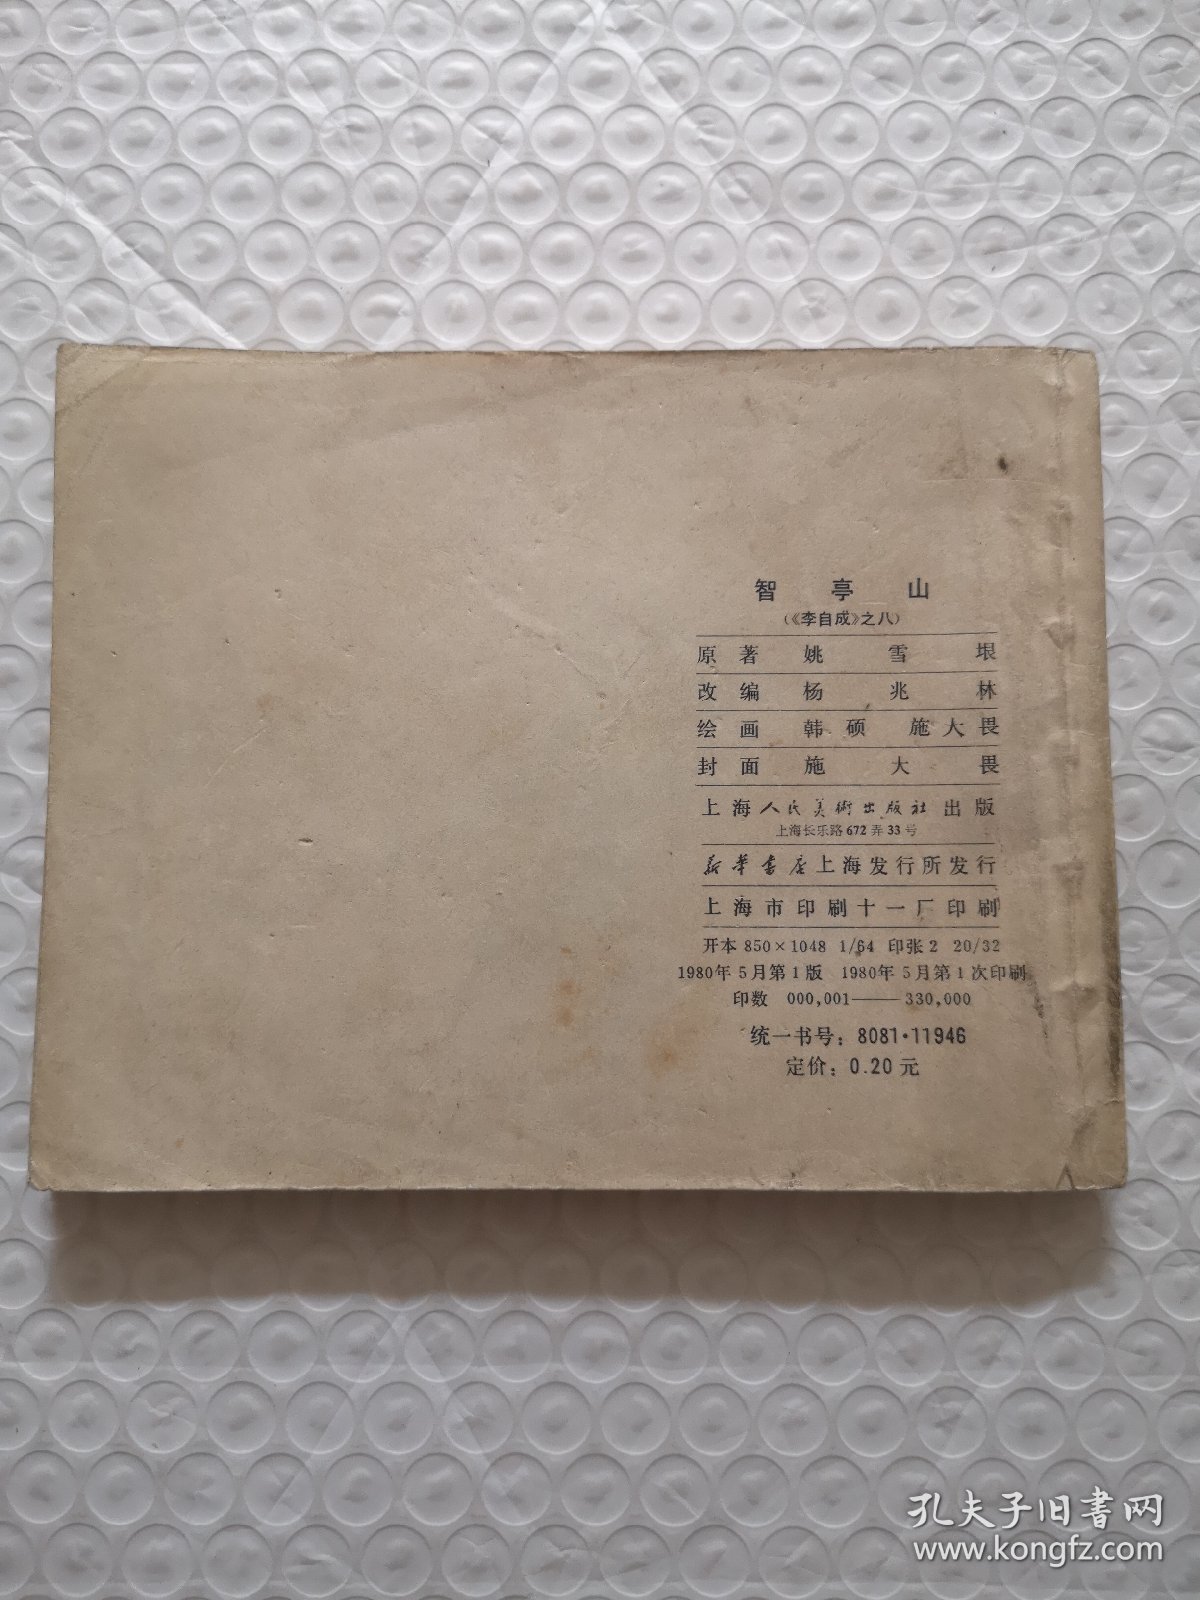 智亭山
(《李自成》之八)
原著 姚雪垠
改编 杨兆林
绘画 韩硕 施大畏
封面 施大畏
上海人民美術出版社出版
上海长乐路672弄33号
新华书店上海发行所发行
上海市印刷十一厂印刷
开本 850×1048 1/64 印张 2 20/32
1980年5月第1版 1980年5月第1次印刷
印数 000,001——330,000
统一书号：8081·11946
定价：0.20元
孔夫子旧书网
www.kongfz.com